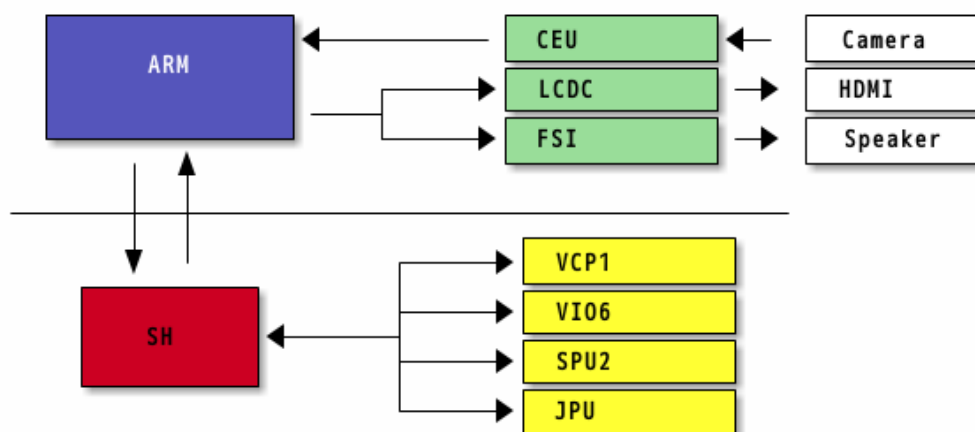 ARM
CEU
Camera
LCDC
HDMI
FSI
Speaker
SH
VCP1
VIO6
SPU2
JPU